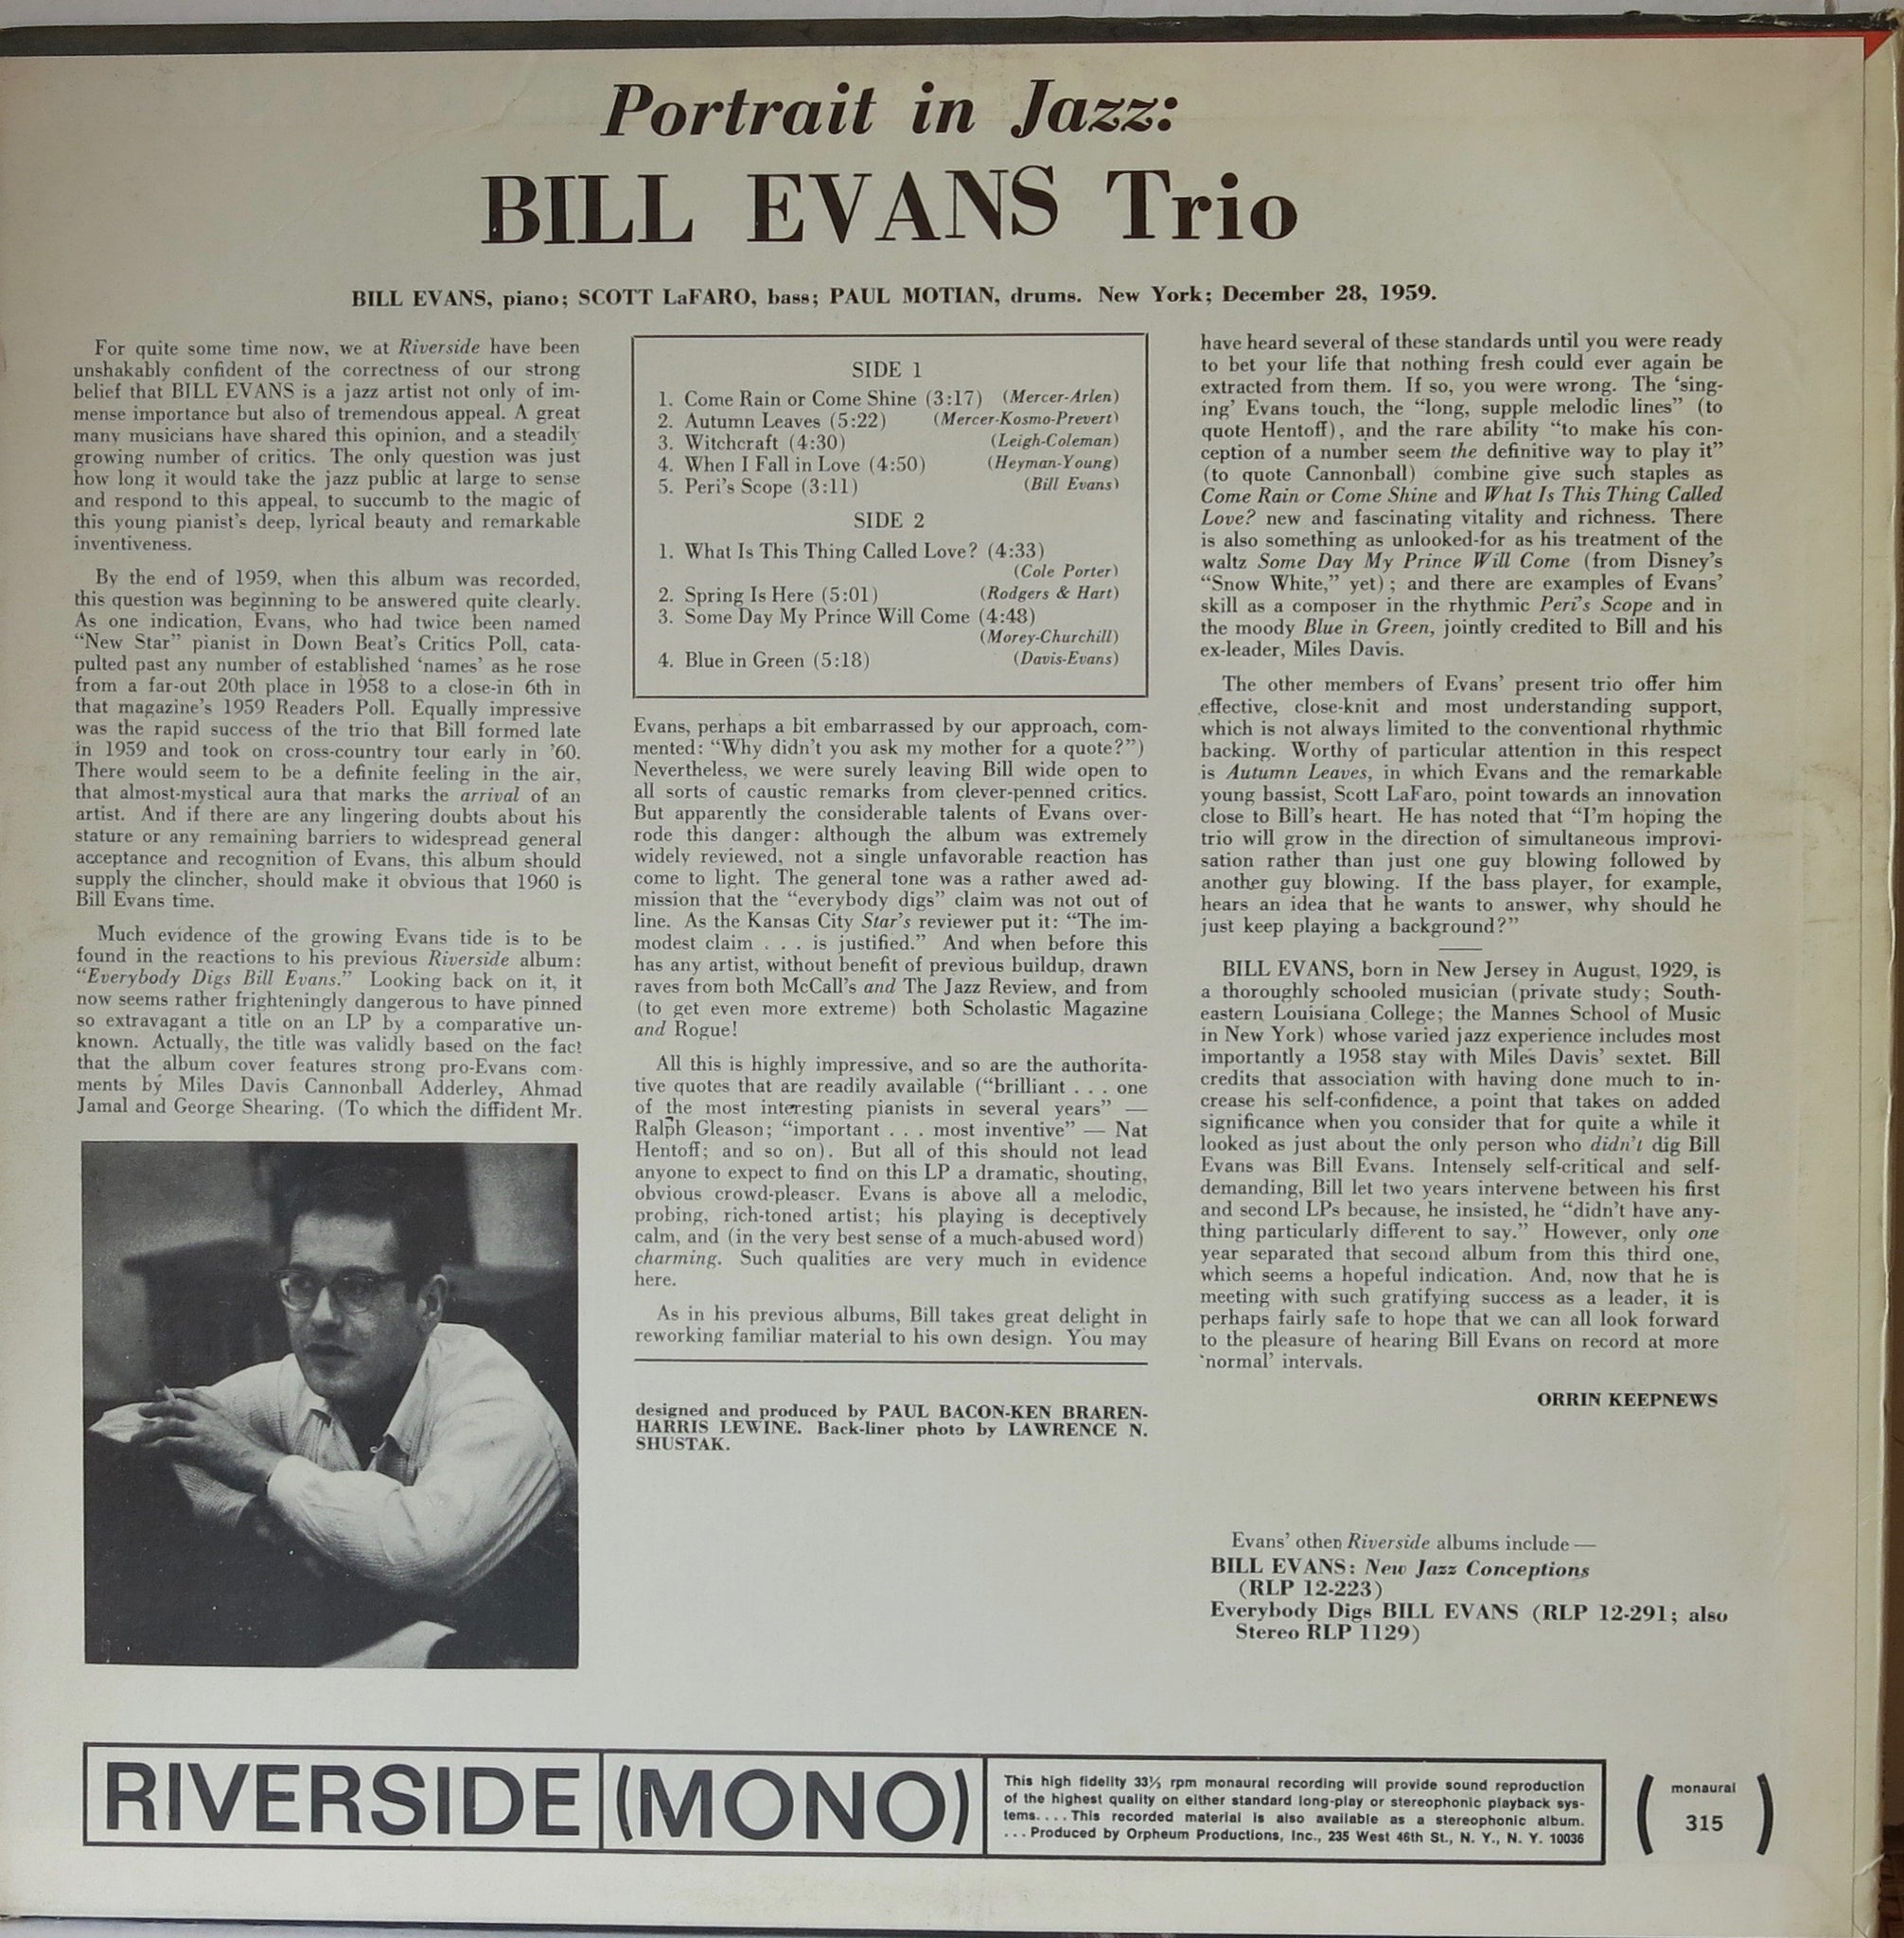 Portrait in Jazz:
BILL EVANS Trio
BILL EVANS, piano; SCOTT LaFARO, bass; PAUL MOTIAN, drums. New York; December 28, 1959.
For quite some time now, we at Riverside have been
unshakably confident of the correctness of our strong
belief that BILL EVANS is a jazz artist not only of im-
mense importance but also of tremendous appeal. A great
many musicians have shared this opinion, and a steadily
growing number of critics. The only question was just
how long it would take the jazz public at large to sense
and respond to this appeal, to succumb to the magic of
this young pianist's deep, lyrical beauty and remarkable
inventiveness.
By the end of 1959, when this album was recorded,
this question was beginning to be answered quite clearly.
As one indication, Evans, who had twice been named
"New Star" pianist in Down Beat's Critics Poll, cata-
pulted past any number of established 'names' as he rose
from a far-out 20th place in 1958 to a close-in 6th in
that magazine's 1959 Readers Poll. Equally impressive
was the rapid success of the trio that Bill formed late
in 1959 and took on cross-country tour early in '60.
There would seem to be a definite feeling in the air,
that almost-mystical aura that marks the arrival of an
artist. And if there are any lingering doubts about his
stature or any remaining barriers to widespread general
acceptance and recognition of Evans, this album should
supply the clincher, should make it obvious that 1960 is
Bill Evans time.
Much evidence of the growing Evans tide is to be
found in the reactions to his previous Riverside album:
"Everybody Digs Bill Evans." Looking back on it, it
now seems rather frighteningly dangerous to have pinned
so extravagant a title on an LP by a comparative un-
known. Actually, the title was validly based on the fact
that the album cover features strong pro-Evans com-
ments by Miles Davis Cannonball Adderley, Ahmad
Jamal and George Shearing. (To which the diffident Mr.
SIDE 1
1. Come Rain or Come Shine (3:17) (Mercer-Arlen)
2. Autumn Leaves (5:22) (Mercer-Kosmo-Prevert)
3. Witchcraft (4:30) (Leigh-Coleman)
4. When I Fall in Love (4:50) (Heyman-Young)
5. Peri's Scope (3:11) (Bill Evans)
SIDE 2
1. What Is This Thing Called Love? (4:33)
(Cole Porter)
2. Spring Is Here (5:01) (Rodgers & Hart)
3. Some Day My Prince Will Come (4:48)
(Morey-Churchill)
4. Blue in Green (5:18) (Davis-Evans)
Evans, perhaps a bit embarrassed by our approach, com-
mented: "Why didn't you ask my mother for a quote?")
Nevertheless, we were surely leaving Bill wide open to
all sorts of caustic remarks from clever-penned critics.
But apparently the considerable talents of Evans over-
rode this danger: although the album was extremely
widely reviewed, not a single unfavorable reaction has
come to light. The general tone was a rather awed ad-
mission that the "everybody digs" claim was not out of
line. As the Kansas City Star's reviewer put it: "The im-
modest claim . . . is justified." And when before this
has any artist, without benefit of previous buildup, drawn
raves from both McCall's and The Jazz Review, and from
(to get even more extreme) both Scholastic Magazine
and Rogue!
All this is highly impressive, and so are the authorita-
tive quotes that are readily available ("brilliant . . . one
of the most interesting pianists in several years" —
Ralph Gleason; "important . . . most inventive" — Nat
Hentoff; and so on). But all of this should not lead
anyone to expect to find on this LP a dramatic, shouting,
obvious crowd-pleaser. Evans is above all a melodic,
probing, rich-toned artist; his playing is deceptively
calm, and (in the very best sense of a much-abused word)
charming. Such qualities are very much in evidence
here.
As in his previous albums, Bill takes great delight in
reworking familiar material to his own design. You may
designed and produced by PAUL BACON-KEN BRAREN-
HARRIS LEWINE. Back-liner photo by LAWRENCE N.
SHUSTAK.
have heard several of these standards until you were ready
to bet your life that nothing fresh could ever again be
extracted from them. If so, you were wrong. The 'sing-
ing' Evans touch, the "long, supple melodic lines" (to
quote Hentoff), and the rare ability "to make his con-
ception of a number seem the definitive way to play it"
(to quote Cannonball) combine give such staples as
Come Rain or Come Shine and What Is This Thing Called
Love? new and fascinating vitality and richness. There
is also something as unlooked-for as his treatment of the
waltz Some Day My Prince Will Come (from Disney's
"Snow White," yet) ; and there are examples of Evans'
skill as a composer in the rhythmic Peri's Scope and in
the moody Blue in Green, jointly credited to Bill and his
ex-leader, Miles Davis.
The other members of Evans' present trio offer him
effective, close-knit and most understanding support,
which is not always limited to the conventional rhythmic
backing. Worthy of particular attention in this respect
is Autumn Leaves, in which Evans and the remarkable
young bassist, Scott LaFaro, point towards an innovation
close to Bill's heart. He has noted that "I'm hoping the
trio will grow in the direction of simultaneous improvi-
sation rather than just one guy blowing followed by
another guy blowing. If the bass player, for example,
hears an idea that he wants to answer, why should he
just keep playing a background?"
BILL EVANS, born in New Jersey in August, 1929, is
a thoroughly schooled musician (private study; South-
eastern Louisiana College; the Mannes School of Music
in New York) whose varied jazz experience includes most
importantly a 1958 stay with Miles Davis' sextet. Bill
credits that association with having done much to in-
crease his self-confidence, a point that takes on added
significance when you consider that for quite a while it
looked as just about the only person who didn't dig Bill
Evans was Bill Evans. Intensely self-critical and self-
demanding, Bill let two years intervene between his first
and second LPs because, he insisted, he "didn't have any-
thing particularly different to say." However, only one
year separated that second album from this third one,
which seems a hopeful indication. And, now that he is
meeting with such gratifying success as a leader, it is
perhaps fairly safe to hope that we can all look forward
to the pleasure of hearing Bill Evans on record at more
'normal' intervals.
ORRIN KEEPNEWS
Evans' other Riverside albums include —
BILL EVANS: New Jazz Conceptions
(RLP 12-223)
Everybody Digs BILL EVANS (RLP 12-291; also
Stereo RLP 1129)
RIVERSIDE (MONO)
This high fidelity 33⅓ rpm monaural recording will provide sound reproduction
of the highest quality on either standard long-play or stereophonic playback sys-
tems. . . . This recorded material is also available as a stereophonic album.
. . . Produced by Orpheum Productions, Inc., 235 West 46th St., N. Y., N. Y. 10036
( monaural )
315